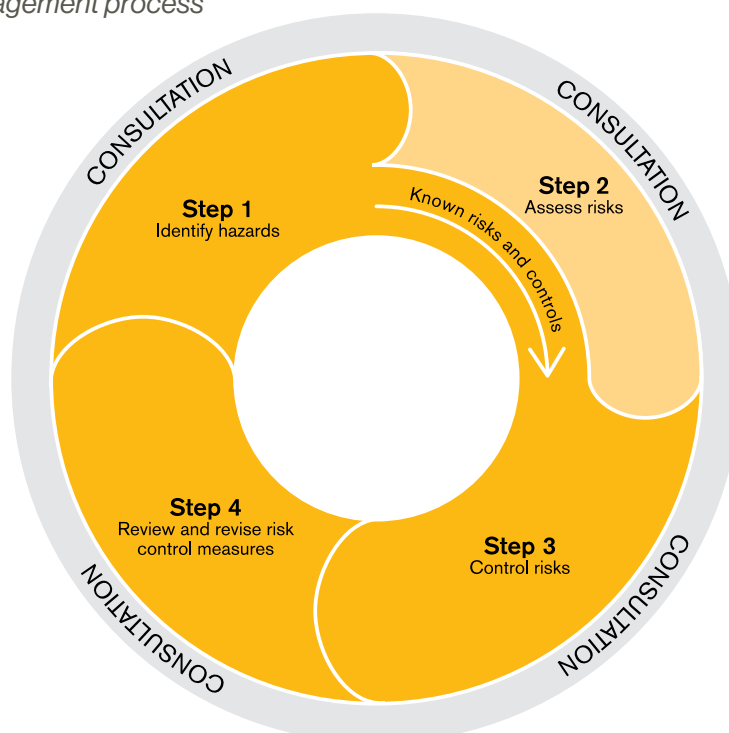 agement process
CONSULTATION
CONSULTATION
Step 1
Identify hazards
Step 2
Assess risks
Known risks and controls
Step 4
Review and revise risk
control measures
Step 3
Control risks
CONSULTATION
CONSULTATION